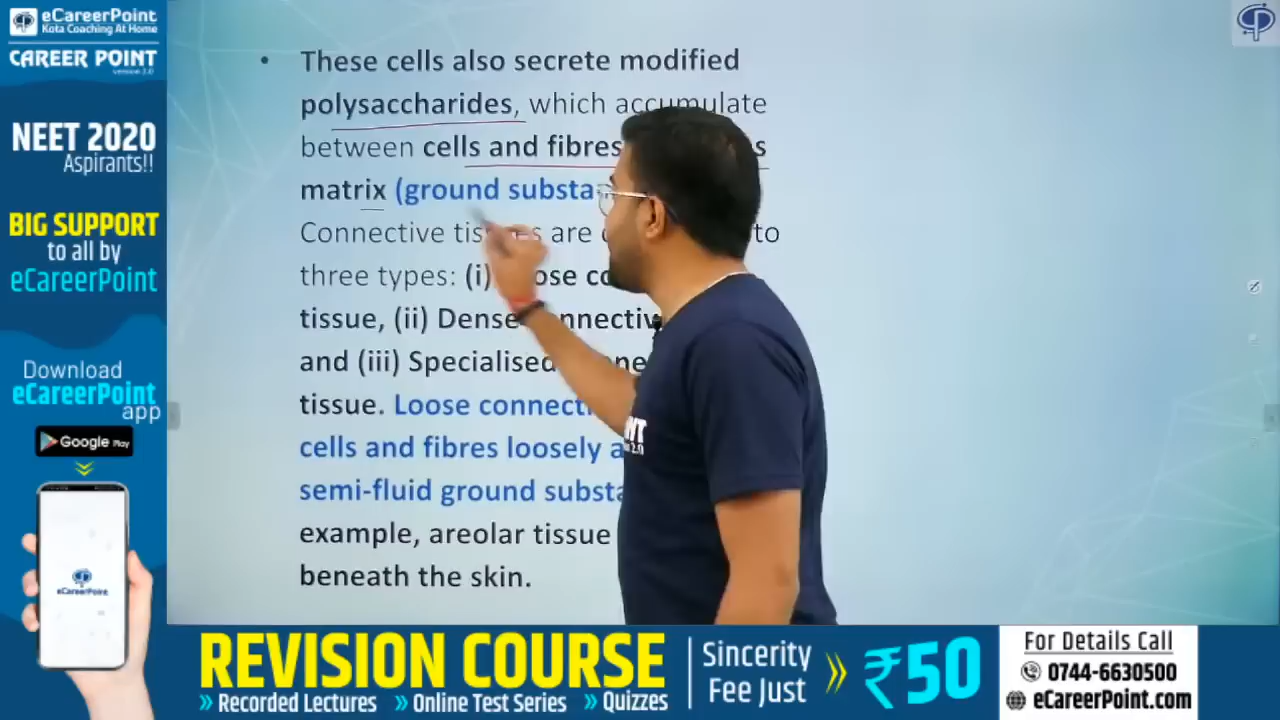 eCareerPoint
Kota Coaching At Home
CAREER POINT
version 2.0
NEET 2020
Aspirants!!
BIG SUPPORT
to all by
eCareerPoint
Download
eCareerPoint
app
Google Play
eCareerPoint
• These cells also secrete modified
polysaccharides, which accumulate
between cells and fibres
matrix (ground substa
Connective tissues are to
three types: (i)
tissue, (ii) Dense
and (iii) Specialised
tissue. Loose
cells and fibres loosely
semi-fluid ground substa
example, areolar tissue
beneath the skin.
REVISION COURSE
» Recorded Lectures » Online Test Series » Quizzes
Sincerity
Fee Just
» ₹50
For Details Call
0744-6630500
eCareerPoint.com